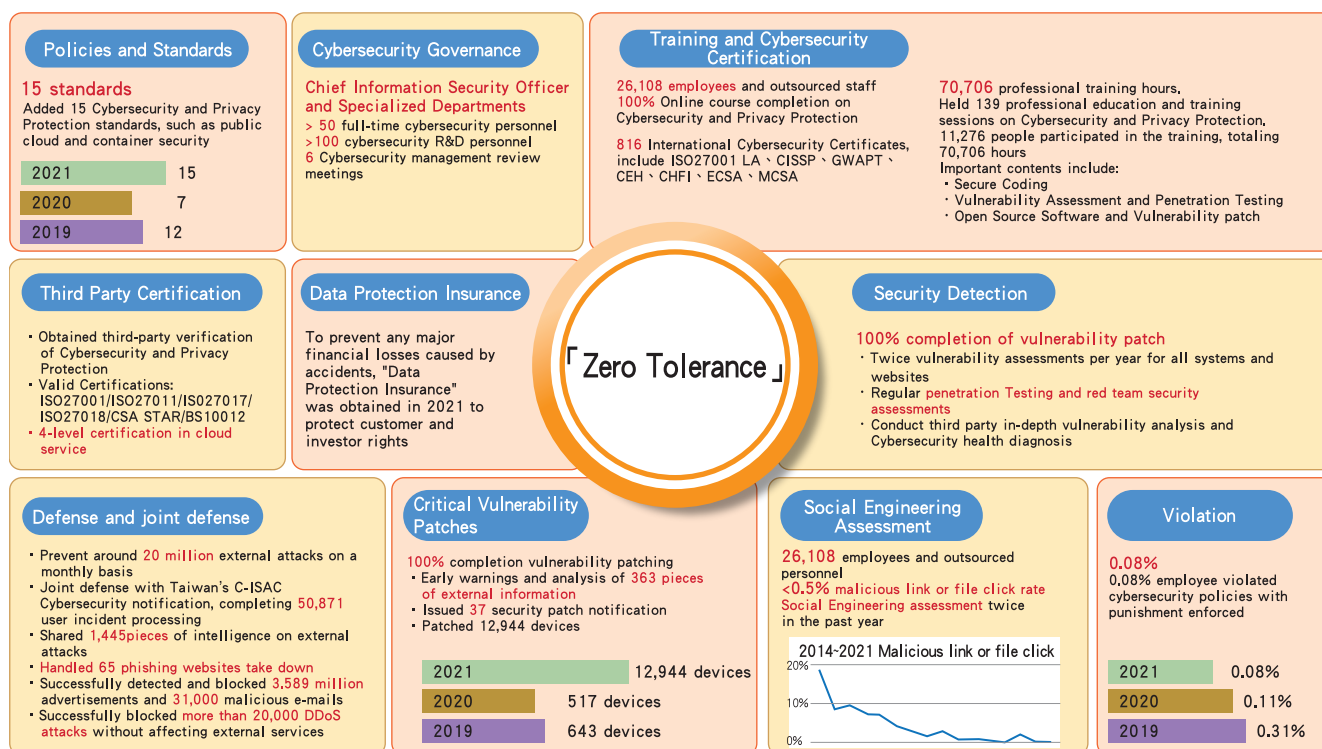 Policies and Standards
15 standards
Added 15 Cybersecurity and Privacy
Protection standards, such as public
cloud and container security
2021 15
2020 7
2019 12
Cybersecurity Governance
Chief Information Security Officer
and Specialized Departments
> 50 full-time cybersecurity personnel
>100 cybersecurity R&D personnel
6 Cybersecurity management review
meetings
Training and Cybersecurity
Certification
26,108 employees and outsourced staff
100% Online course completion on
Cybersecurity and Privacy Protection
816 International Cybersecurity Certificates,
include ISO27001 LA、CISSP、GWAPT、
CEH、CHFI、ECSA、MCSA
70,706 professional training hours.
Held 139 professional education and training
sessions on Cybersecurity and Privacy Protection,
11,276 people participated in the training, totaling
70,706 hours
Important contents include:
· Secure Coding
· Vulnerability Assessment and Penetration Testing
· Open Source Software and Vulnerability patch
Third Party Certification
· Obtained third-party verification
of Cybersecurity and Privacy
Protection
· Valid Certifications:
ISO27001/ISO27011/ISO27017/
ISO27018/CSA STAR/BS10012
· 4-level certification in cloud
service
Data Protection Insurance
To prevent any major
financial losses caused by
accidents, "Data
Protection Insurance"
was obtained in 2021 to
protect customer and
investor rights
「Zero Tolerance」
Security Detection
100% completion of vulnerability patch
· Twice vulnerability assessments per year for all systems and
websites
· Regular penetration Testing and red team security
assessments
· Conduct third party in-depth vulnerability analysis and
Cybersecurity health diagnosis
Defense and joint defense
· Prevent around 20 million external attacks on a
monthly basis
· Joint defense with Taiwan's C-ISAC
Cybersecurity notification, completing 50,871
user incident processing
· Shared 1,445pieces of intelligence on external
attacks
· Handled 65 phishing websites take down
· Successfully detected and blocked 3,589 million
advertisements and 31,000 malicious e-mails
· Successfully blocked more than 20,000 DDoS
attacks without affecting external services
Critical Vulnerability
Patches
100% completion vulnerability patching
· Early warnings and analysis of 363 pieces
of external information
· Issued 37 security patch notification
· Patched 12,944 devices
2021 12,944 devices
2020 517 devices
2019 643 devices
Social Engineering
Assessment
26,108 employees and outsourced
personnel
<0.5% malicious link or file click rate
Social Engineering assessment twice
in the past year
2014~2021 Malicious link or file click
20%
10%
0%
Violation
0.08%
0.08% employee violated
cybersecurity policies with
punishment enforced
2021 0.08%
2020 0.11%
2019 0.31%